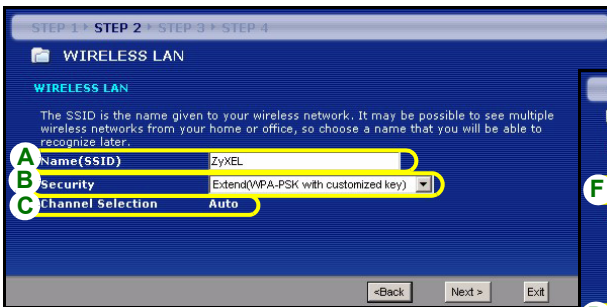 STEP 1 STEP 2 STEP 3 STEP 4
WIRELESS LAN
WIRELESS LAN
The SSID is the name given to your wireless network. It may be possible to see multiple
wireless networks from your home or office, so choose a name that you will be able to
recognize later.
A Name(SSID) ZyXEL
B Security Extend(WPA-PSK with customized key)
C Channel Selection Auto
F
<Back Next > Exit